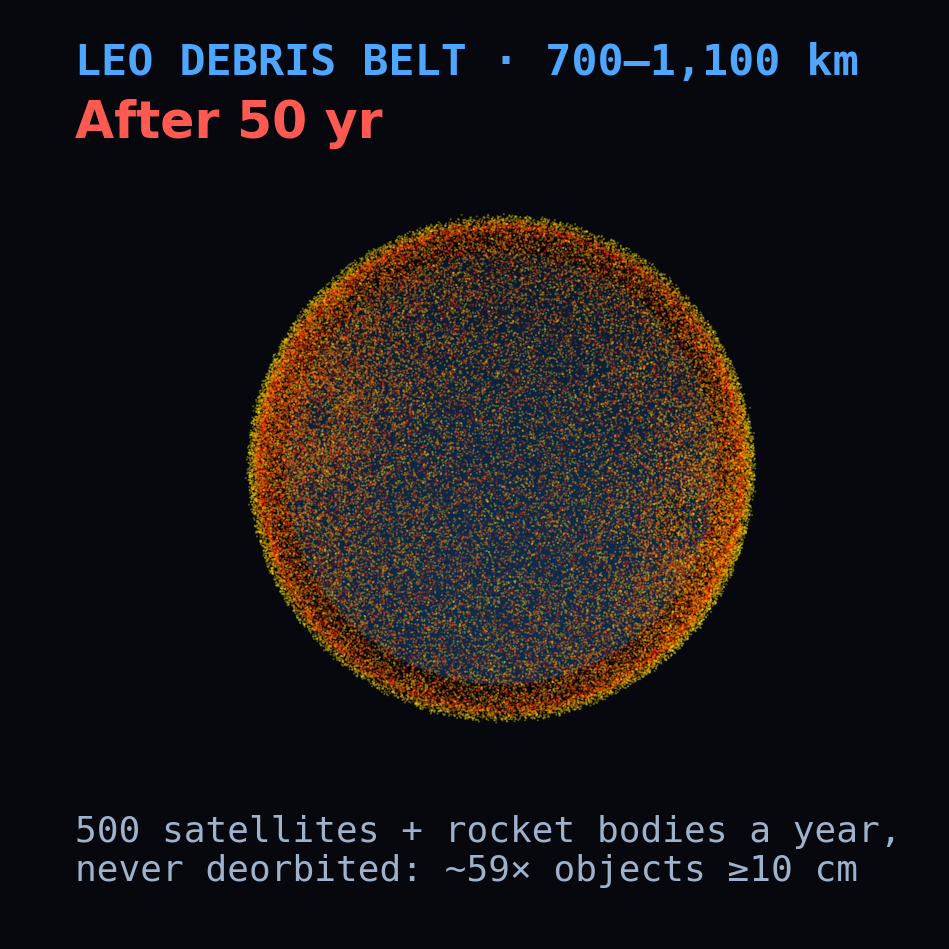 LEO DEBRIS BELT · 700–1,100 km
After 50 yr
500 satellites + rocket bodies a year,
never deorbited: ~59× objects ≥10 cm